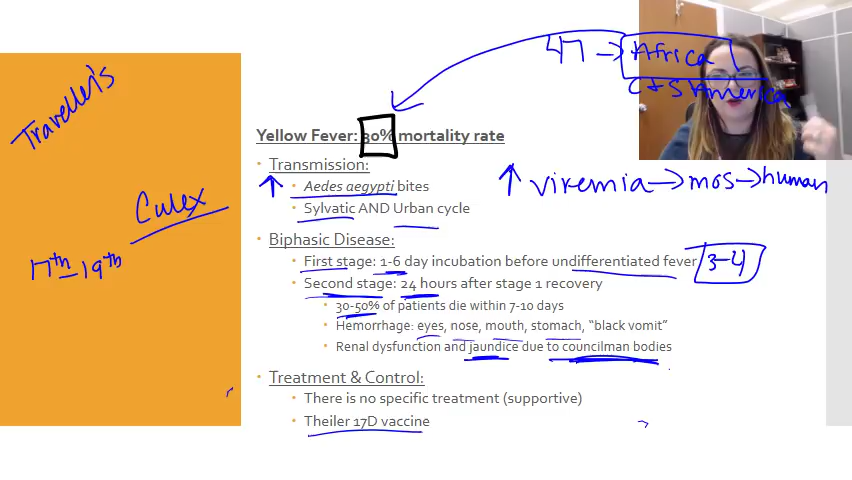 47 → Africa
C + S America
Traveller's
Yellow Fever: 30% mortality rate
Transmission:
↑ Aedes aegypti bites
↑ viremia → mos → human
Sylvatic AND Urban cycle
Culex
17th - 19th
Biphasic Disease:
First stage: 1-6 day incubation before undifferentiated fever 3-4
Second stage: 24 hours after stage 1 recovery
30-50% of patients die within 7-10 days
Hemorrhage: eyes, nose, mouth, stomach, “black vomit”
Renal dysfunction and jaundice due to councilman bodies
Treatment & Control:
There is no specific treatment (supportive)
Theiler 17D vaccine